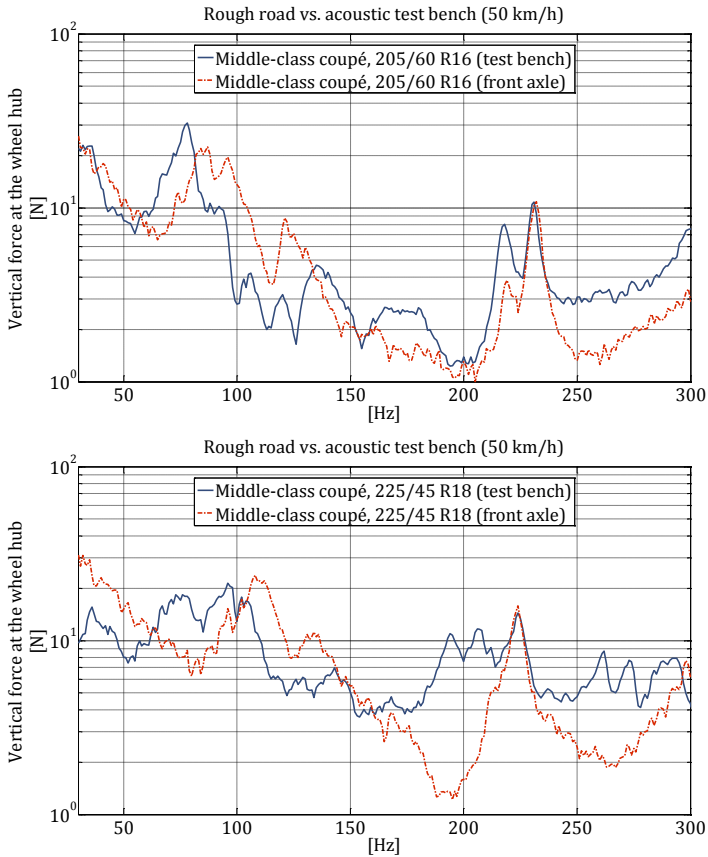 Rough road vs. acoustic test bench (50 km/h)
10²
Middle-class coupé, 205/60 R16 (test bench)
Middle-class coupé, 205/60 R16 (front axle)
Vertical force at the wheel hub
[N]
10¹
10⁰
50 100 150 200 250 300
[Hz]
Rough road vs. acoustic test bench (50 km/h)
10²
Middle-class coupé, 225/45 R18 (test bench)
Middle-class coupé, 225/45 R18 (front axle)
Vertical force at the wheel hub
[N]
10¹
10⁰
50 100 150 200 250 300
[Hz]